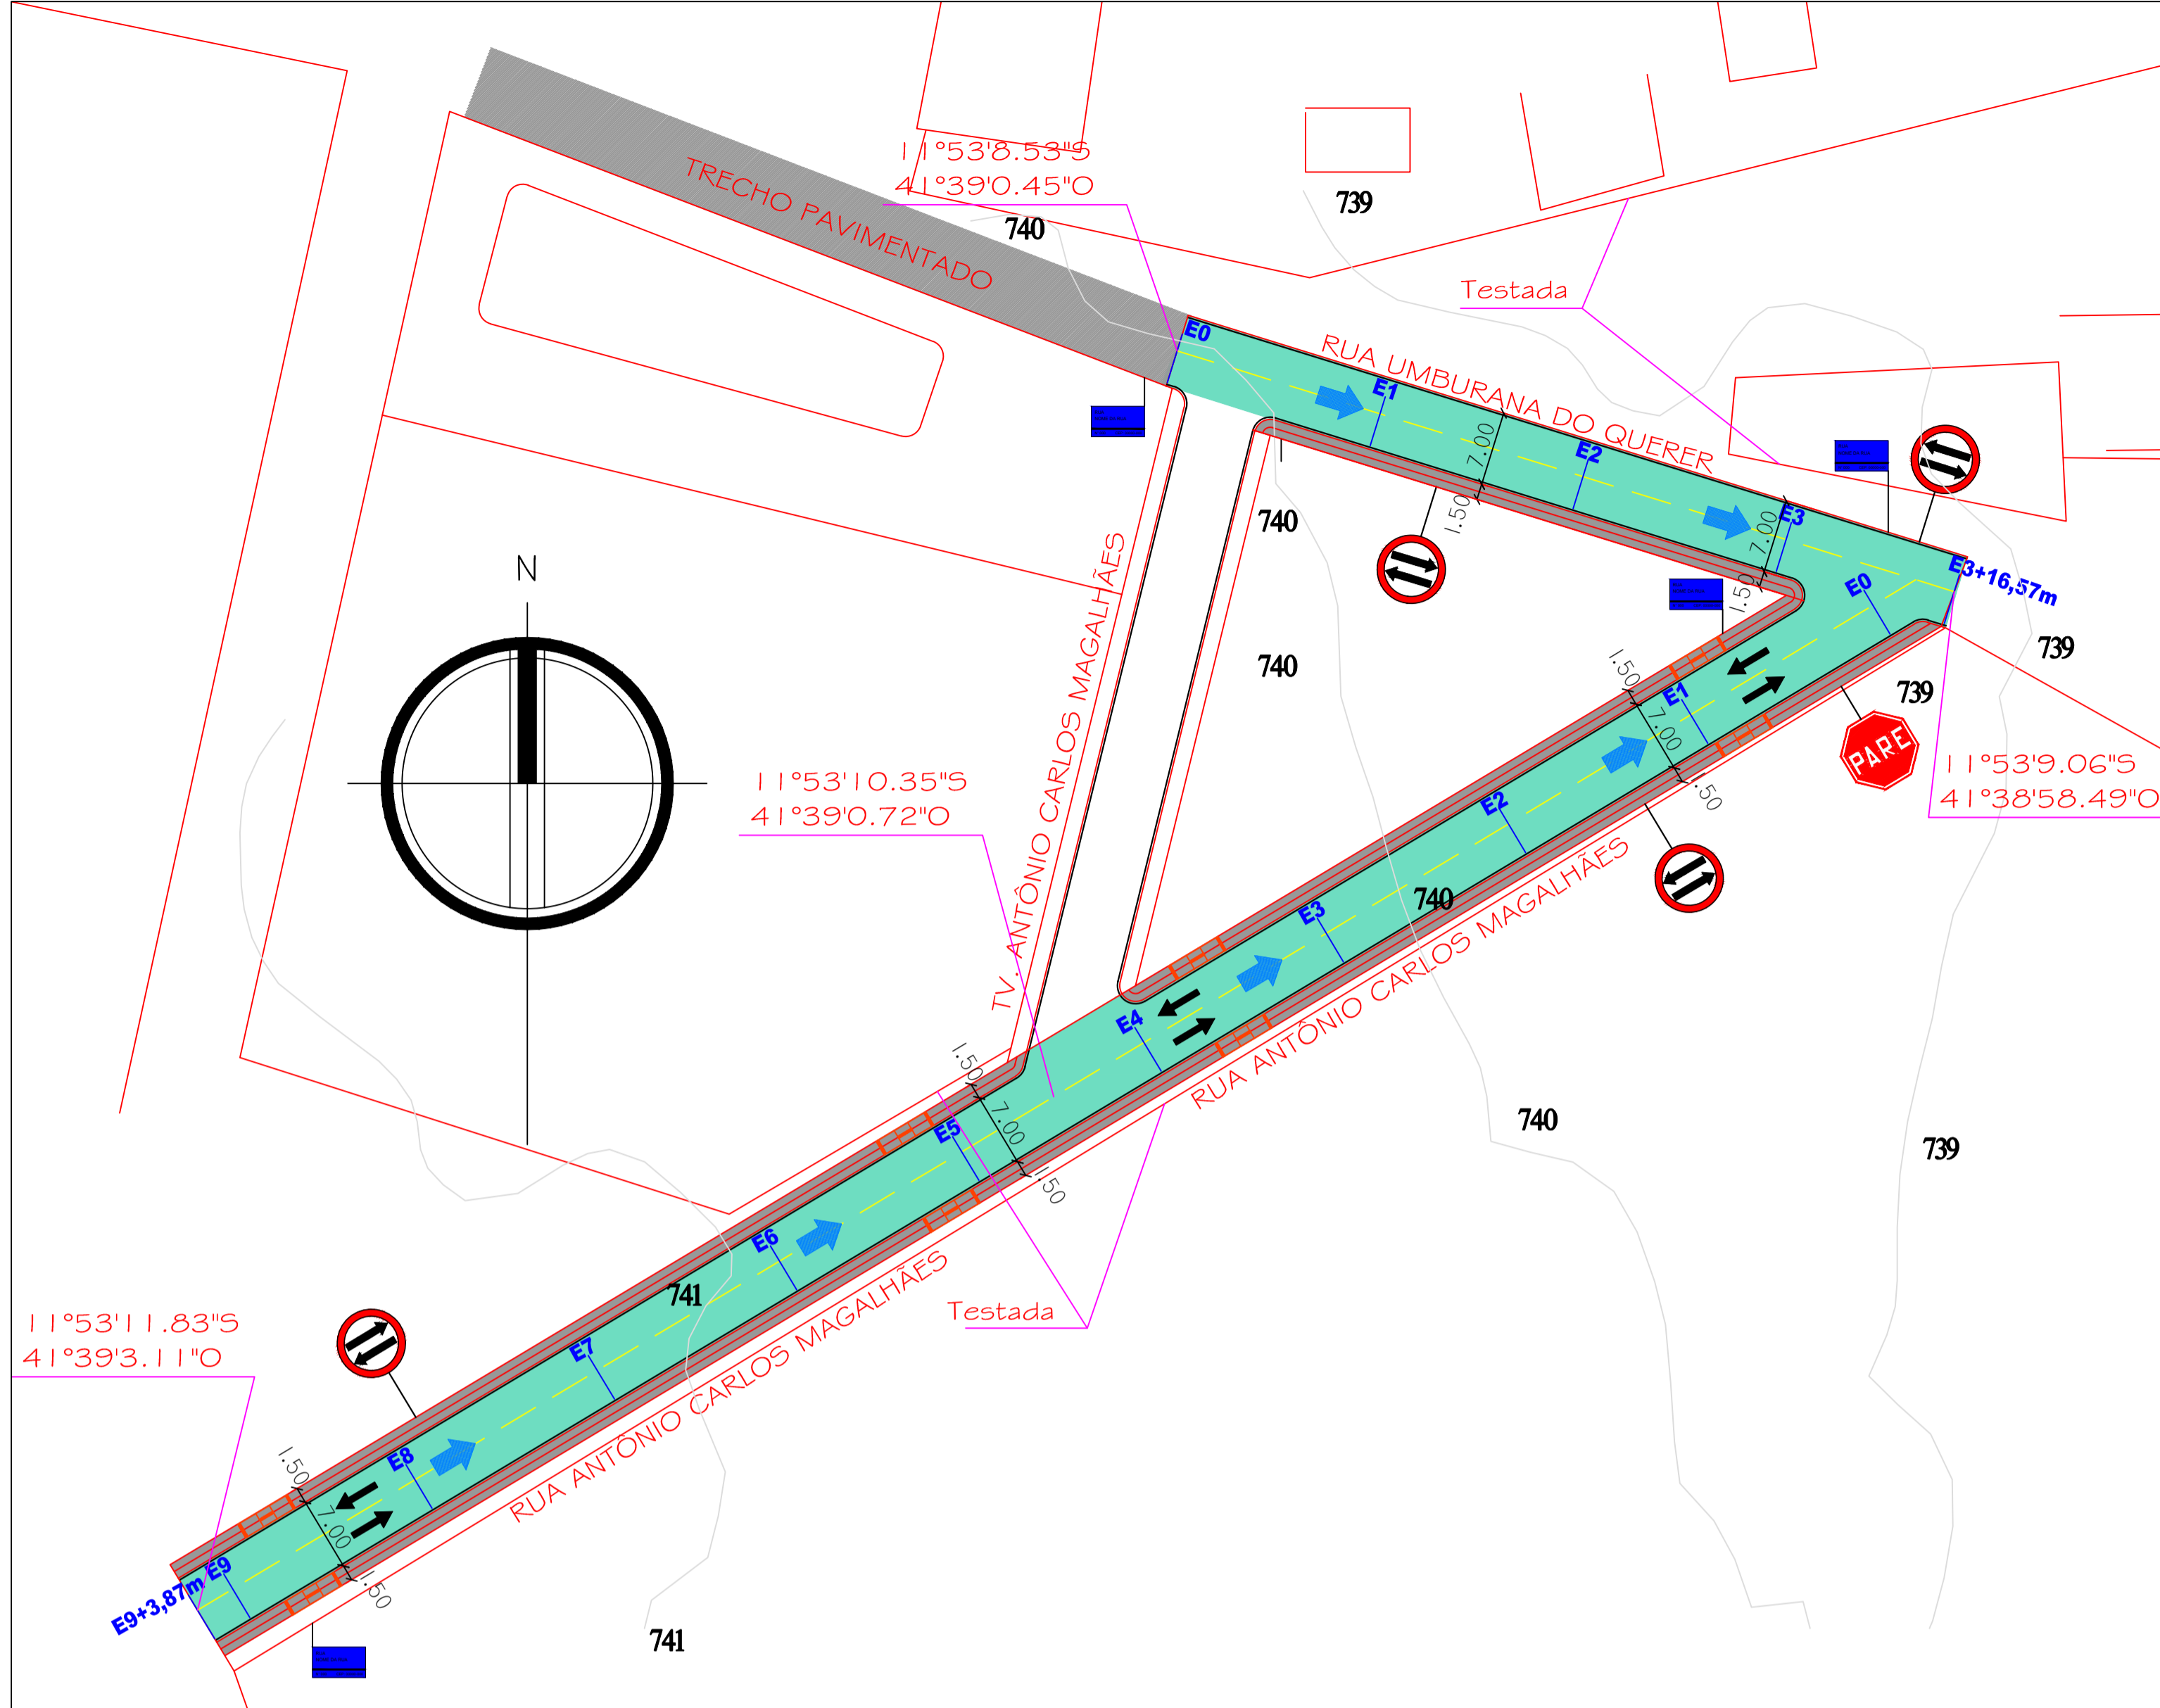 TRECHO PAVIMENTADO
11°53'8.53"S
41°39'0.45"O
740
739
Testada
E0
RUA UMBURANA DO QUERER
E1
E2
E3
7.00
1.50
7.00
1.50
E3+16,57m
E0
740
740
739
739
N
TV. ANTÔNIO CARLOS MAGALHÃES
1.50
E1
7.00
1.50
PARE
11°53'9.06"S
41°38'58.49"O
11°53'10.35"S
41°39'0.72"O
E2
740
RUA ANTÔNIO CARLOS MAGALHÃES
E3
E4
1.50
7.00
1.50
E5
740
739
E6
741
Testada
RUA ANTÔNIO CARLOS MAGALHÃES
11°53'11.83"S
41°39'3.11"O
E7
E8
1.50
7.00
1.50
E9
E9+3,87m
741